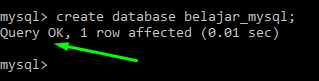 mysql> create database belajar_mysql;
Query OK, 1 row affected (0.01 sec)
mysql>